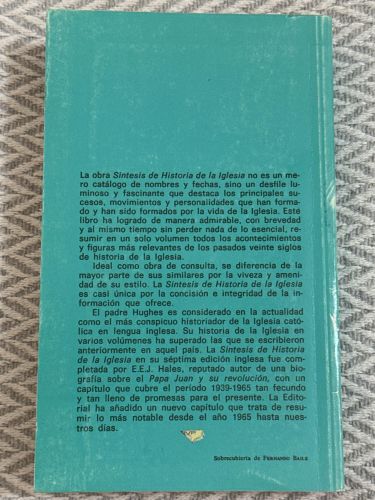 La obra Síntesis de Historia de la Iglesia no es un me-
ro catálogo de nombres y fechas, sino un desfile lu-
minoso y fascinante que destaca los principales su-
cesos, movimientos y personalidades que han forma-
do y han sido formados por la vida de la Iglesia. Este
libro ha logrado de manera admirable, con brevedad
y al mismo tiempo sin perder nada de lo esencial, re-
sumir en un solo volumen todos los acontecimientos
y figuras más relevantes de los pasados veinte siglos
de historia de la Iglesia.
Ideal como obra de consulta, se diferencia de la
mayor parte de sus similares por la viveza y ameni-
dad de su estilo. La Síntesis de Historia de la Iglesia
es casi única por la concisión e integridad de la in-
formación que ofrece.
El padre Hughes es considerado en la actualidad
como el más conspicuo historiador de la Iglesia cató-
lica en lengua inglesa. Su historia de la Iglesia en
varios volúmenes ha superado las que se escribieron
anteriormente en aquel país. La Síntesis de Historia
de la Iglesia en su séptima edición inglesa fue com-
pletada por E.E.J. Hales, reputado autor de una bio-
grafía sobre el Papa Juan y su revolución, con un
capítulo que cubre el período 1939-1965 tan fecundo
y tan lleno de promesas para el presente. La Edito-
rial ha añadido un nuevo capítulo que trata de resu-
mir lo más notable desde el año 1965 hasta nues-
tros días.
Sobrecubierta de FERNANDO BAILE